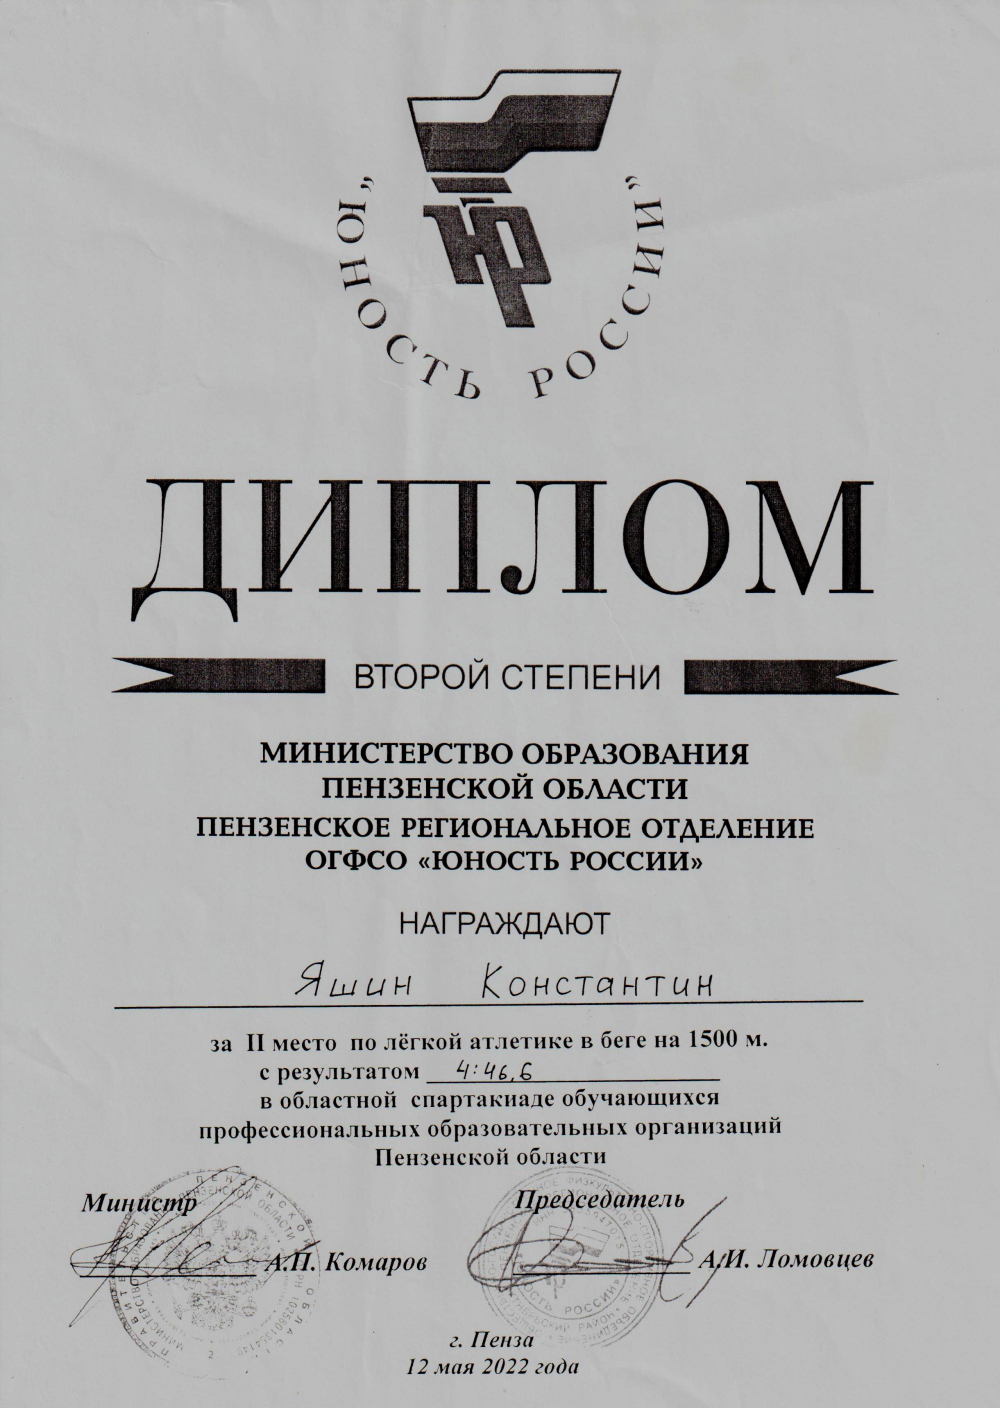 "ЮНОСТЬ РОССИИ"
ДИПЛОМ
ВТОРОЙ СТЕПЕНИ
МИНИСТЕРСТВО ОБРАЗОВАНИЯ
ПЕНЗЕНСКОЙ ОБЛАСТИ
ПЕНЗЕНСКОЕ РЕГИОНАЛЬНОЕ ОТДЕЛЕНИЕ
ОГФСО «ЮНОСТЬ РОССИИ»
НАГРАЖДАЮТ
Яшин Константин
за II место по лёгкой атлетике в беге на 1500 м.
с результатом 4:46,6
в областной спартакиаде обучающихся
профессиональных образовательных организаций
Пензенской области
Министр Председатель
А.П. Комаров А.И. Ломовцев
г. Пенза
12 мая 2022 года